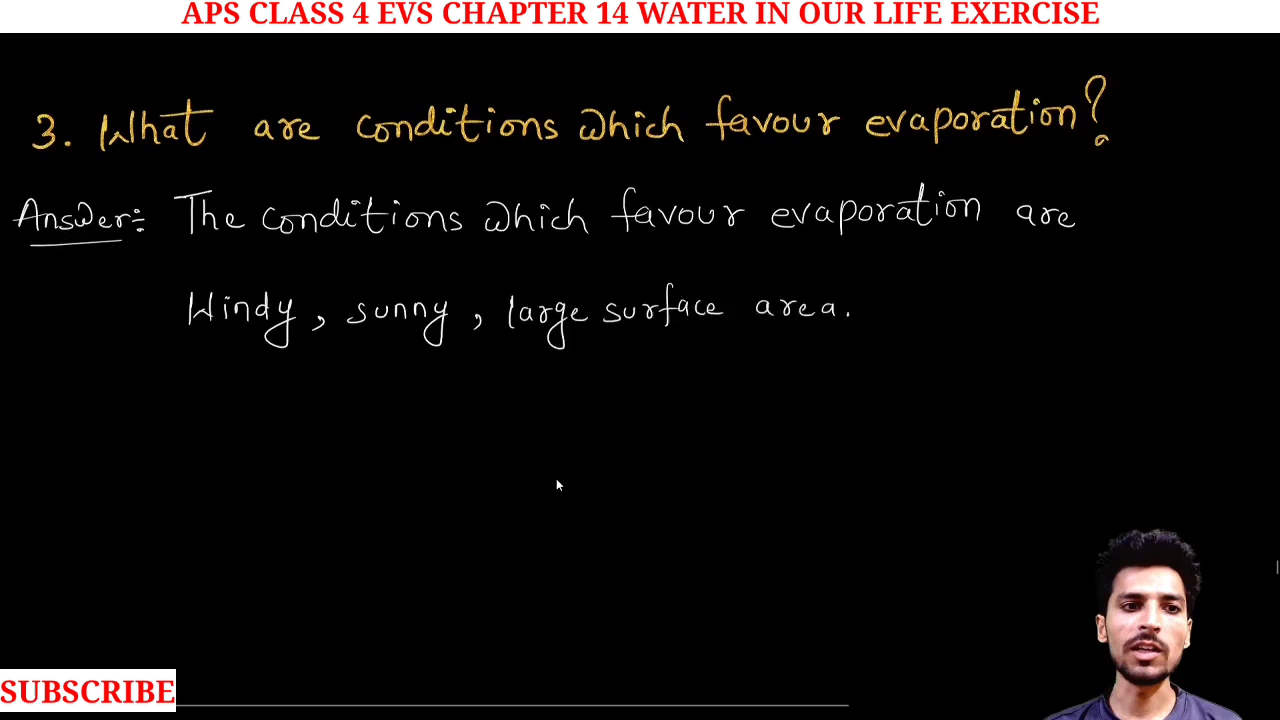 APS CLASS 4 EVS CHAPTER 14 WATER IN OUR LIFE EXERCISE
3. What are conditions which favour evaporation?
Answer:- The conditions which favour evaporation are
Windy, sunny, large surface area.
SUBSCRIBE